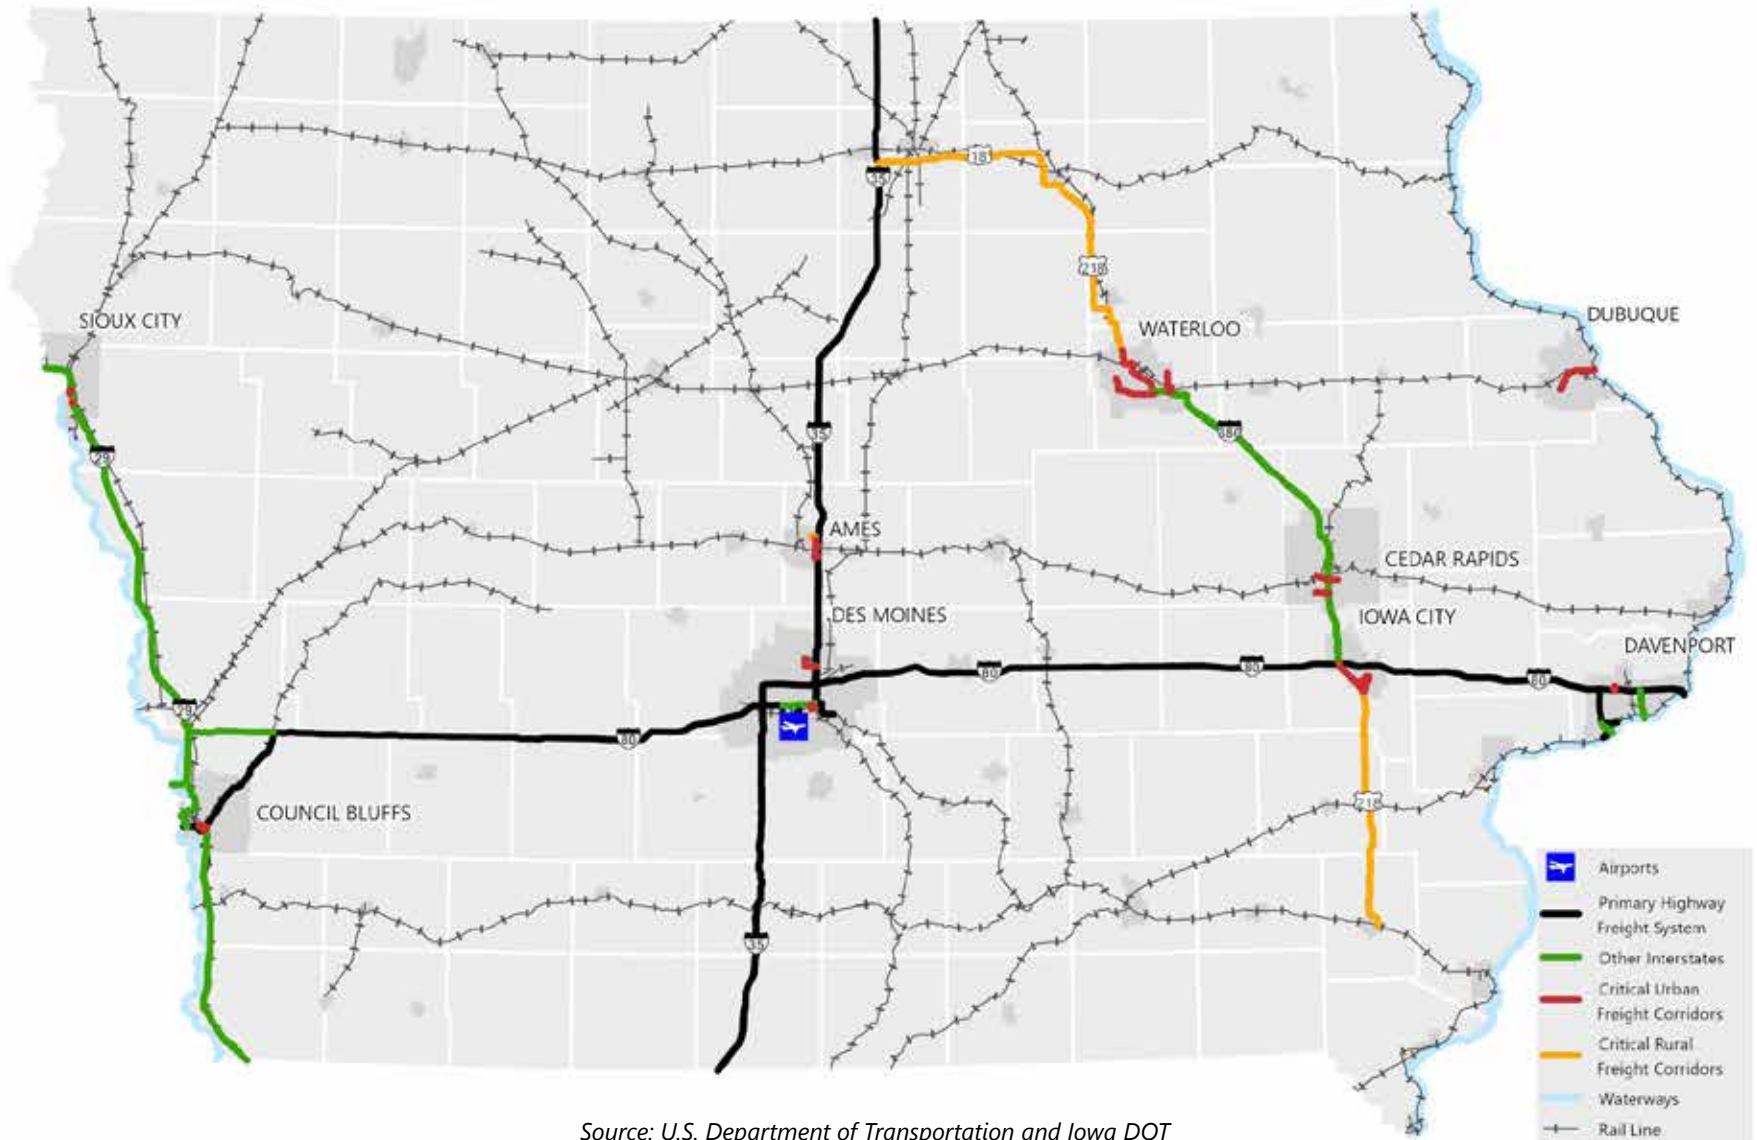 18
35
218
SIOUX CITY
DUBUQUE
WATERLOO
35
380
29
AMES
CEDAR RAPIDS
DES MOINES
IOWA CITY
DAVENPORT
80
80
80
29
80
218
COUNCIL BLUFFS
35
Airports
Primary Highway
Freight System
Other Interstates
Critical Urban
Freight Corridors
Critical Rural
Freight Corridors
Waterways
Rail Line
Source: U.S. Department of Transportation and Iowa DOT